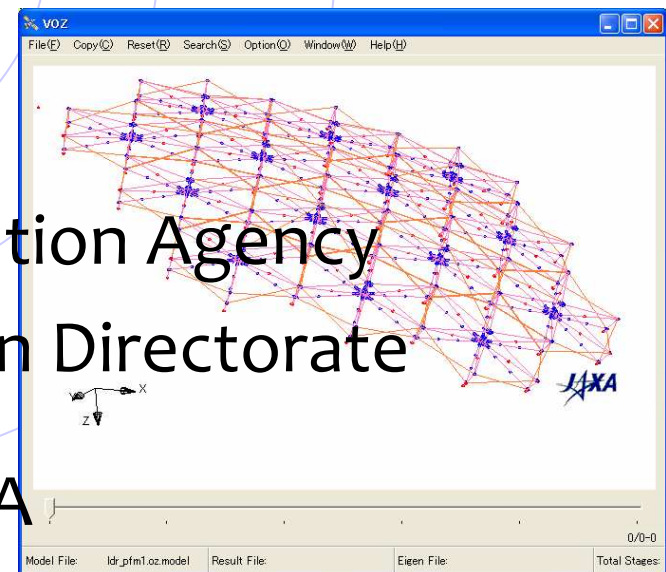 VOZ
File(F) Copy(C) Reset(R) Search(S) Option(O) Window(W) Help(H)
tion Agency
n Directorate
X
Y
Z
JAXA
A
0/0-0
Model File: ldr_pfm1.oz.model Result File: Eigen File: Total Stages: